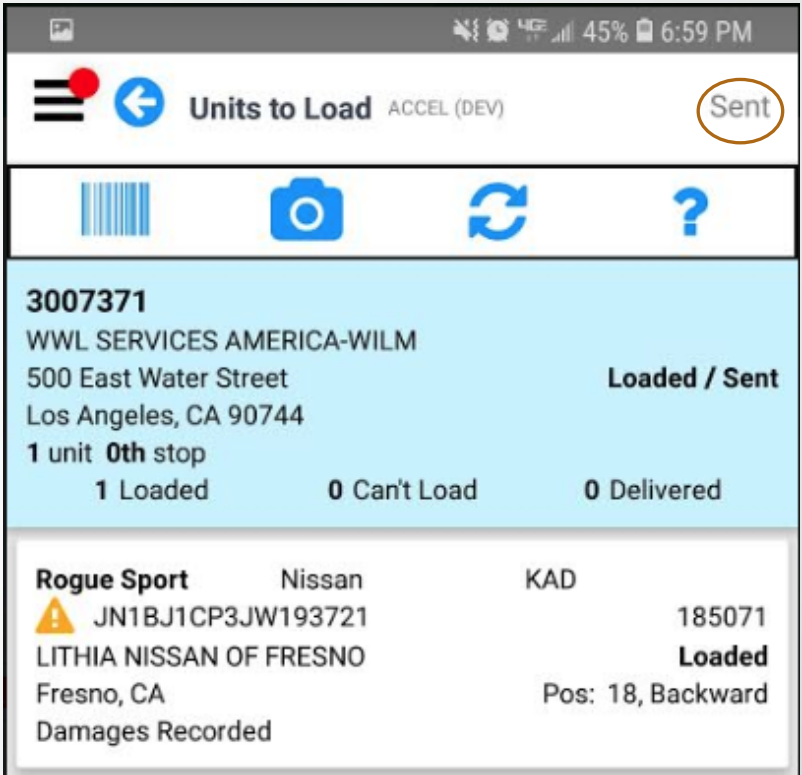 4GE 45% 6:59 PM
Units to Load ACCEL (DEV) Sent
?
3007371
WWL SERVICES AMERICA-WILM
500 East Water Street Loaded / Sent
Los Angeles, CA 90744
1 unit 0th stop
1 Loaded 0 Can't Load 0 Delivered
Rogue Sport Nissan KAD
JN1BJ1CP3JW193721 185071
LITHIA NISSAN OF FRESNO Loaded
Fresno, CA Pos: 18, Backward
Damages Recorded